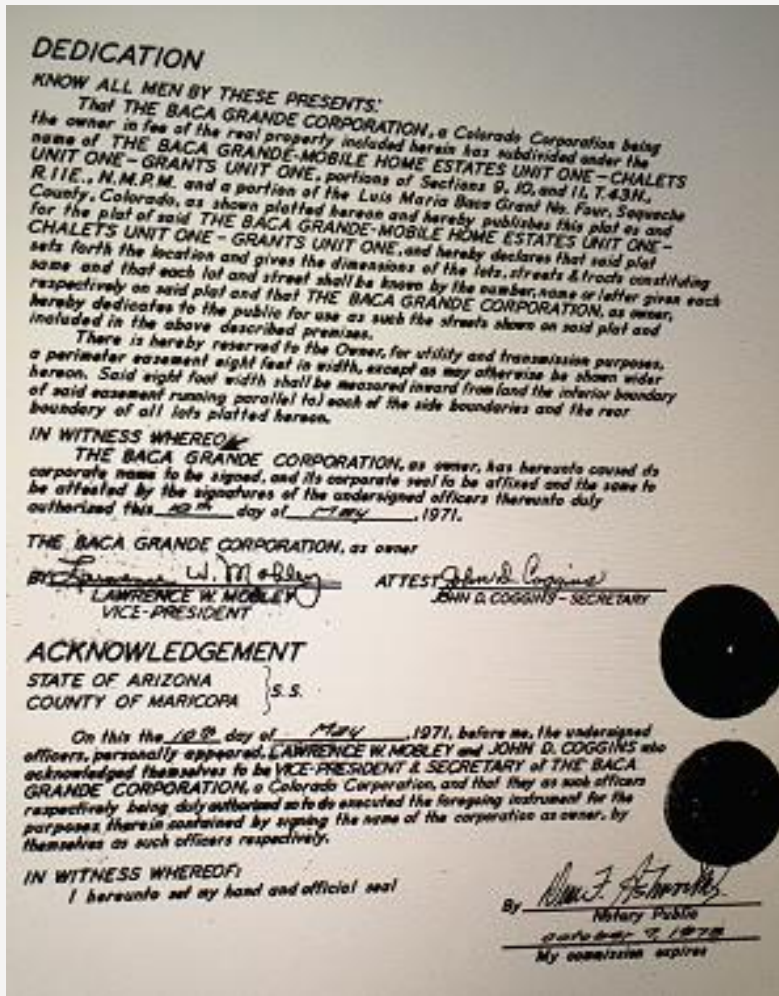 DEDICATION
KNOW ALL MEN BY THESE PRESENTS:
That THE BACA GRANDE CORPORATION, a Colorado Corporation being
the owner in fee of the real property included herein has subdivided under the
name of THE BACA GRANDE-MOBILE HOME ESTATES UNIT ONE-CHALETS
UNIT ONE-GRANTS UNIT ONE, portions of Sections 9, 10, and 11, T.43N.,
R.11E., N.M.P.M. and a portion of the Luis Maria Baca Grant No. Four, Saquache
County, Colorado, as shown platted hereon and hereby publishes this plat as and
for the plat of said THE BACA GRANDE-MOBILE HOME ESTATES UNIT ONE-
CHALETS UNIT ONE-GRANTS UNIT ONE, and hereby declares that said plat
sets forth the location and gives the dimensions of the lots, streets & tracts constituting
same and that each lot and street shall be known by the number, name or letter given each
respectively on said plat and that THE BACA GRANDE CORPORATION, as owner,
hereby dedicates to the public for use as such the streets shown on said plat and
included in the above described premises.
There is hereby reserved to the Owner, for utility and transmission purposes,
a perimeter easement eight feet in width, except as may otherwise be shown wider
hereon. Said eight foot width shall be measured inward from (and the interior boundary
of said easement running parallel to) each of the side boundaries and the rear
boundary of all lots platted hereon.
IN WITNESS WHEREOF
THE BACA GRANDE CORPORATION, as owner, has hereunto caused its
corporate name to be signed, and its corporate seal to be affixed and the same to
be attested by the signatures of the undersigned officers thereunto duly
authorized this 10th day of May, 1971.
THE BACA GRANDE CORPORATION, as owner
BY Lawrence W. Mobley ATTEST John D. Coggins
LAWRENCE W. MOBLEY JOHN D. COGGINS-SECRETARY
VICE-PRESIDENT
ACKNOWLEDGEMENT
STATE OF ARIZONA
COUNTY OF MARICOPA } S.S.
On this the 10th day of May, 1971, before me, the undersigned
officers, personally appeared, LAWRENCE W. MOBLEY and JOHN D. COGGINS who
acknowledged themselves to be VICE-PRESIDENT & SECRETARY of THE BACA
GRANDE CORPORATION, a Colorado Corporation, and that they as such officers
respectively being duly authorized so to do executed the foregoing instrument for the
purposes therein contained by signing the name of the corporation as owner, by
themselves as such officers respectively.
IN WITNESS WHEREOF:
I hereunto set my hand and official seal
By
Notary Public
October 7, 1975
My commission expires